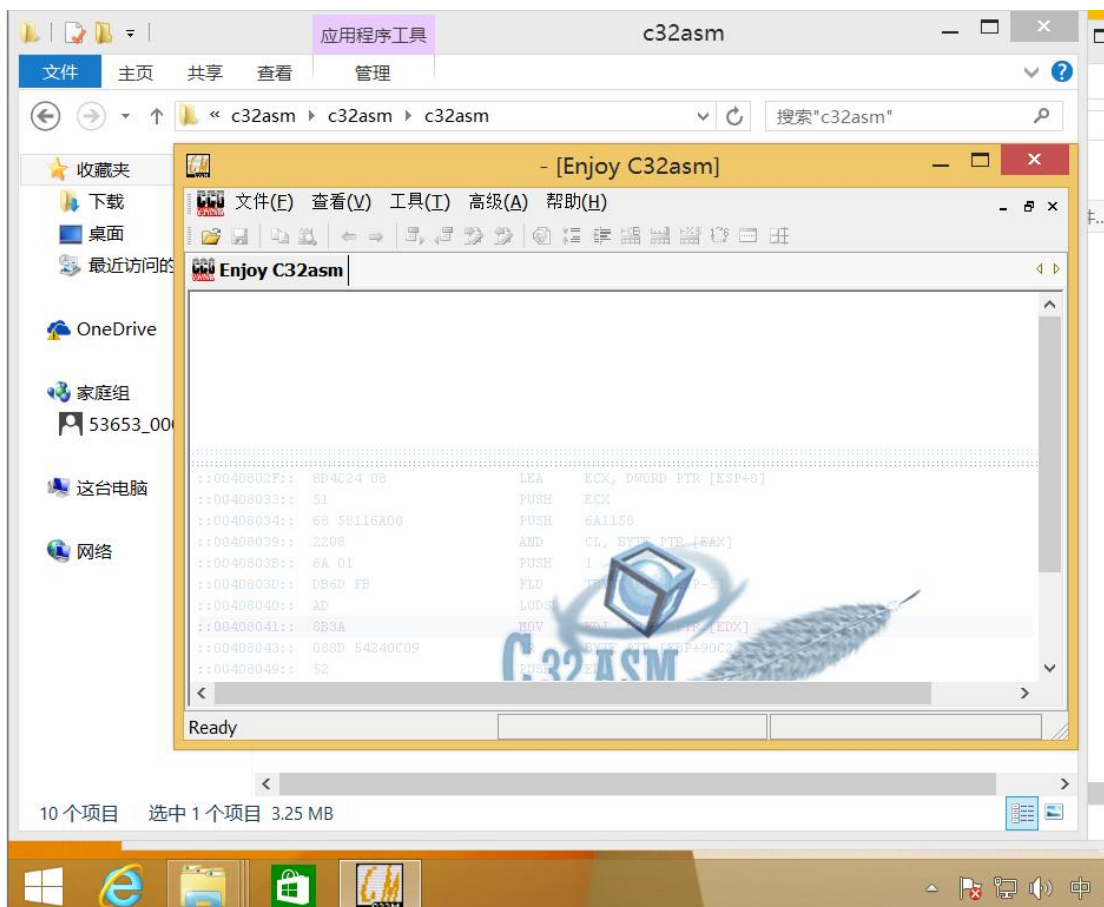 应用程序工具
c32asm
文件 主页 共享 查看 管理
« c32asm c32asm c32asm
搜索"c32asm"
收藏夹
下载
桌面
最近访问的
OneDrive
家庭组
53653_00
这台电脑
网络
- [Enjoy C32asm]
文件(F) 查看(V) 工具(T) 高级(A) 帮助(H)
Enjoy C32asm
::0040802F:: 8D4C24 08 LEA ECX, DWORD PTR [ESP+8]
::00408033:: 51 PUSH ECX
::00408034:: 68 58116A00 PUSH 6A1158
::00408039:: 2208 AND CL, BYTE PTR [EAX]
::0040803B:: 6A 01 PUSH 1
::0040803D:: DB6D FB FLD
::00408040:: AD LODSD
::00408041:: 8B3A MOV EDI, [EDX]
::00408043:: 088D 54240C09
::00408049:: 52 PUSH
C32ASM
Ready
10 个项目 选中 1 个项目 3.25 MB
中